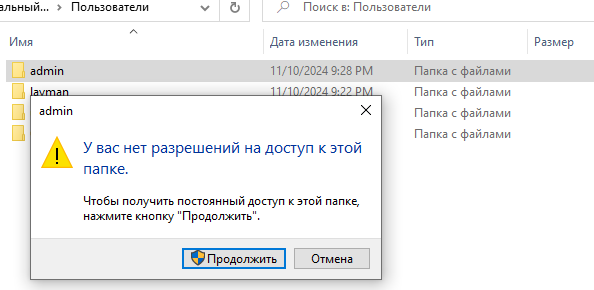 альный...
Пользователи
Поиск в: Пользователи
Имя
Дата изменения
Тип
Размер
admin 11/10/2024 9:28 PM Папка с файлами
layman 11/10/2024 9:22 PM Папка с файлами
Папка с файлами
Папка с файлами
admin
У вас нет разрешений на доступ к этой
папке.
Чтобы получить постоянный доступ к этой папке,
нажмите кнопку "Продолжить".
Продолжить
Отмена